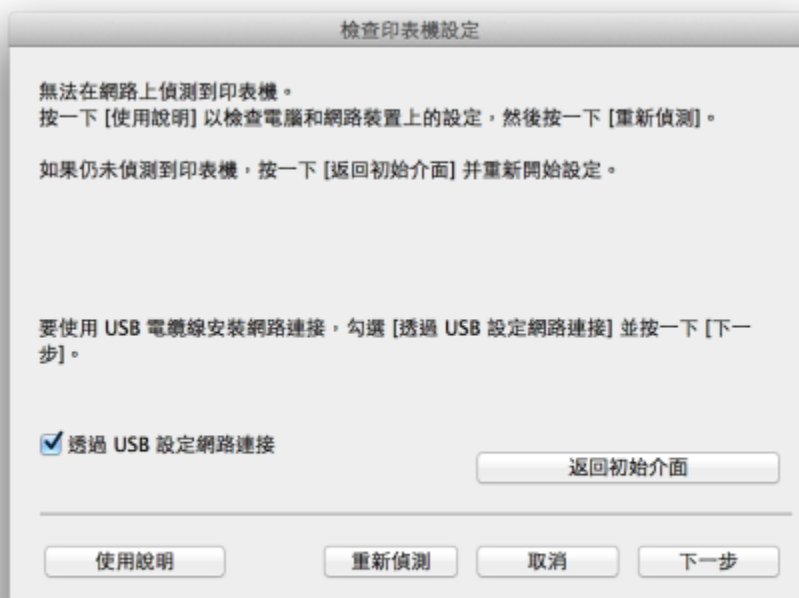 檢查印表機設定
無法在網路上偵測到印表機。
按一下 [使用說明] 以檢查電腦和網路裝置上的設定，然後按一下 [重新偵測]。
如果仍未偵測到印表機，按一下 [返回初始介面] 并重新開始設定。
要使用 USB 電纜線安裝網路連接，勾選 [透過 USB 設定網路連接] 並按一下 [下一
步]。
透過 USB 設定網路連接
返回初始介面
使用說明
重新偵測
取消
下一步